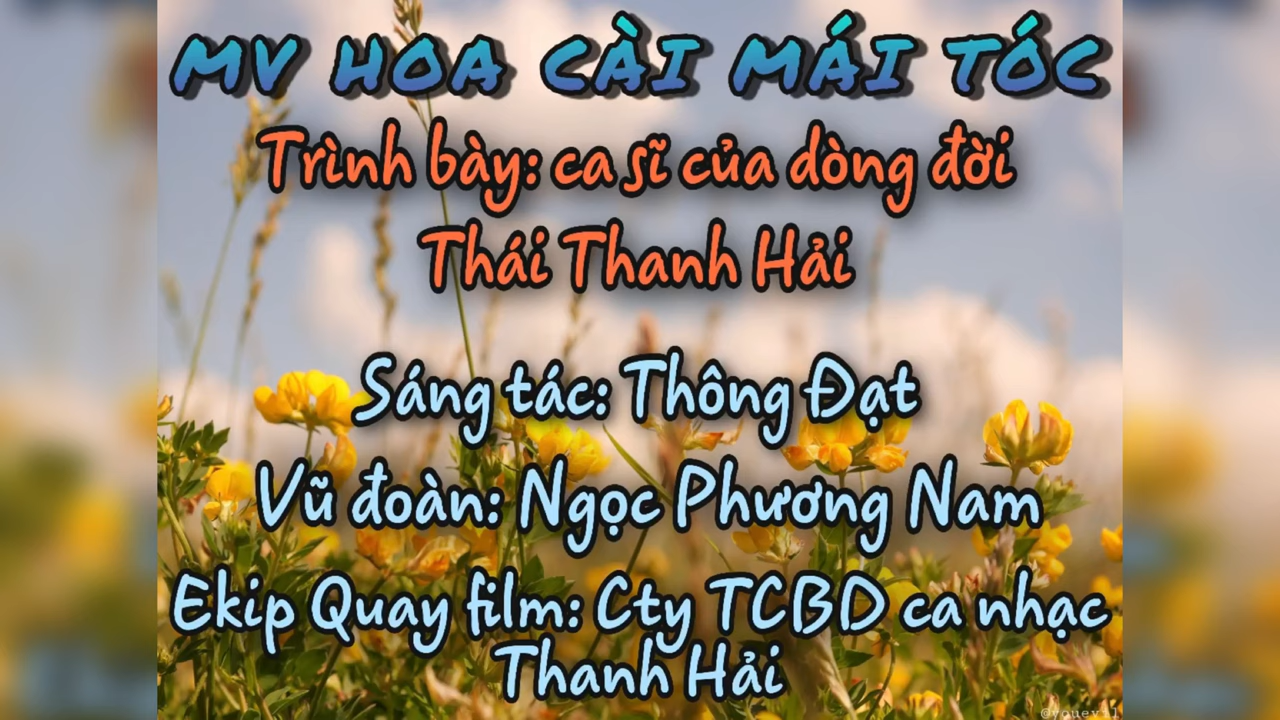 MV HOA CÀI MÁI TÓC
Trình bày: ca sĩ của dòng đời
Thái Thanh Hải
Sáng tác: Thông Đạt
Vũ đoàn: Ngọc Phương Nam
Ekip Quay film: Cty TCBD ca nhạc
Thanh Hải